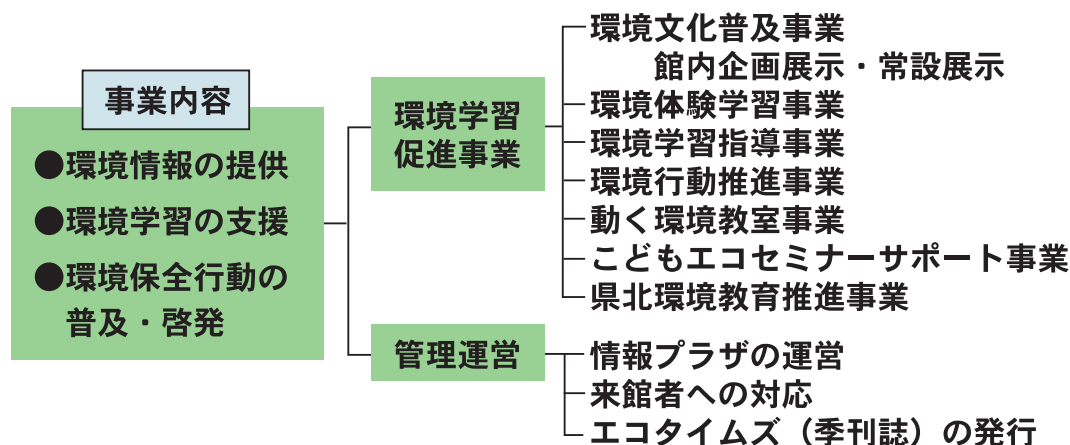 事業内容
●環境情報の提供
●環境学習の支援
●環境保全行動の
普及・啓発
環境学習
促進事業
環境文化普及事業
館内企画展示・常設展示
環境体験学習事業
環境学習指導事業
環境行動推進事業
動く環境教室事業
こどもエコセミナーサポート事業
県北環境教育推進事業
管理運営
情報プラザの運営
来館者への対応
エコタイムズ（季刊誌）の発行